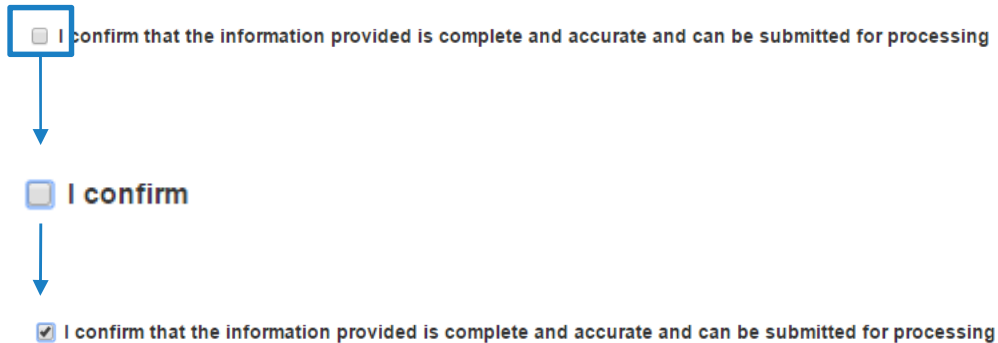 I confirm that the information provided is complete and accurate and can be submitted for processing
I confirm
I confirm that the information provided is complete and accurate and can be submitted for processing